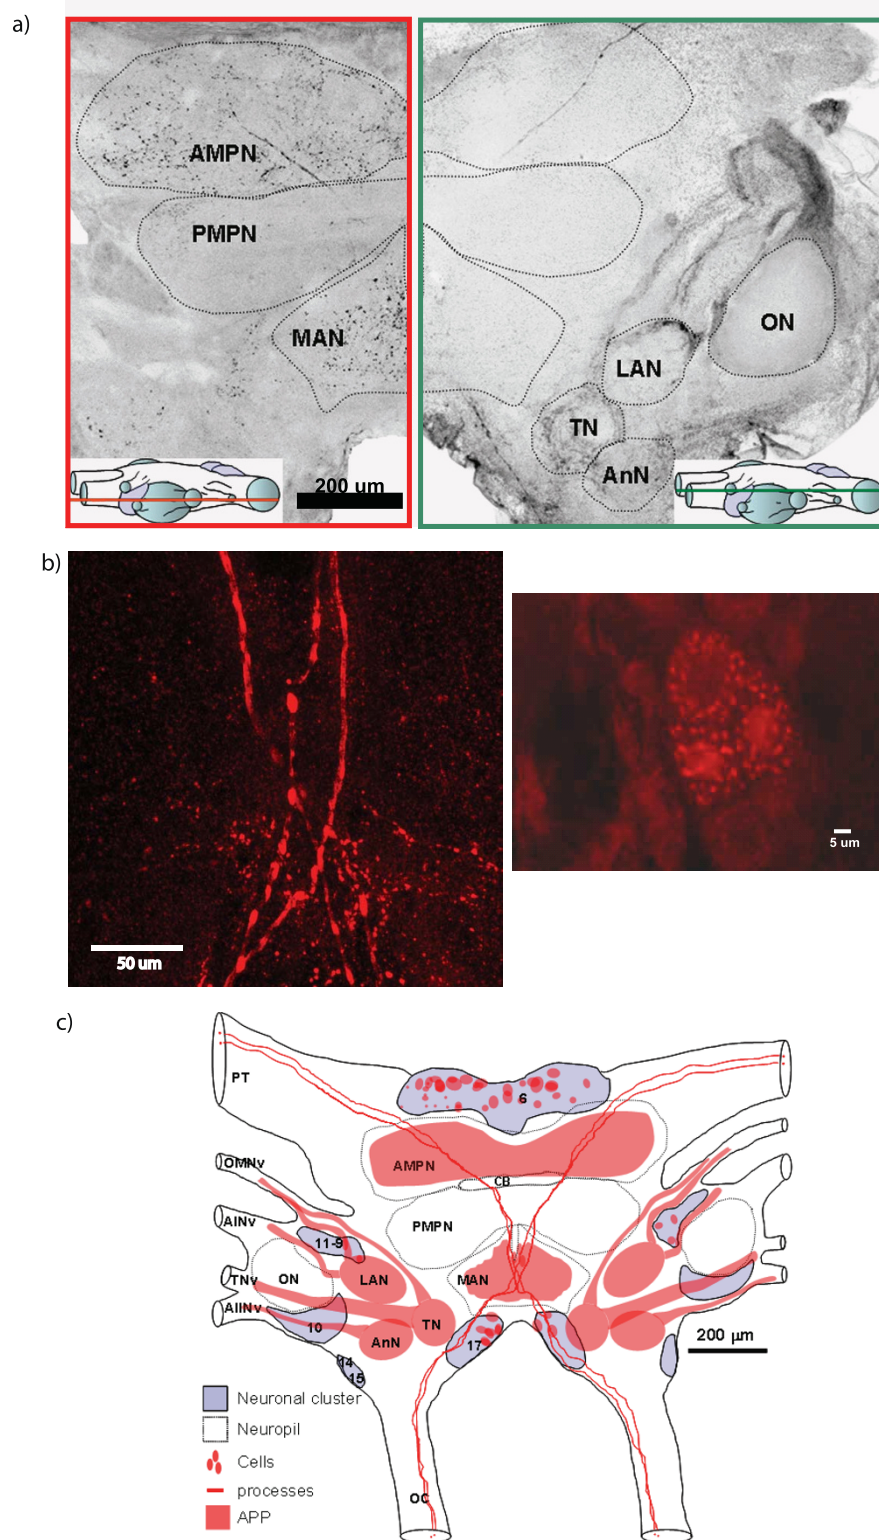 a)
AMPN
PMPN
MAN
200 um
ON
LAN
TN
AnN
b)
50 um
5 um
c)
PT
6
OMNv
AMPN
CB
AINv
PMPN
11-9
ON
LAN
MAN
TNv
AIINv
10
TN
AnN
17
200 µm
14
15
Neuronal cluster
Neuropil
Cells
processes
OC
APP